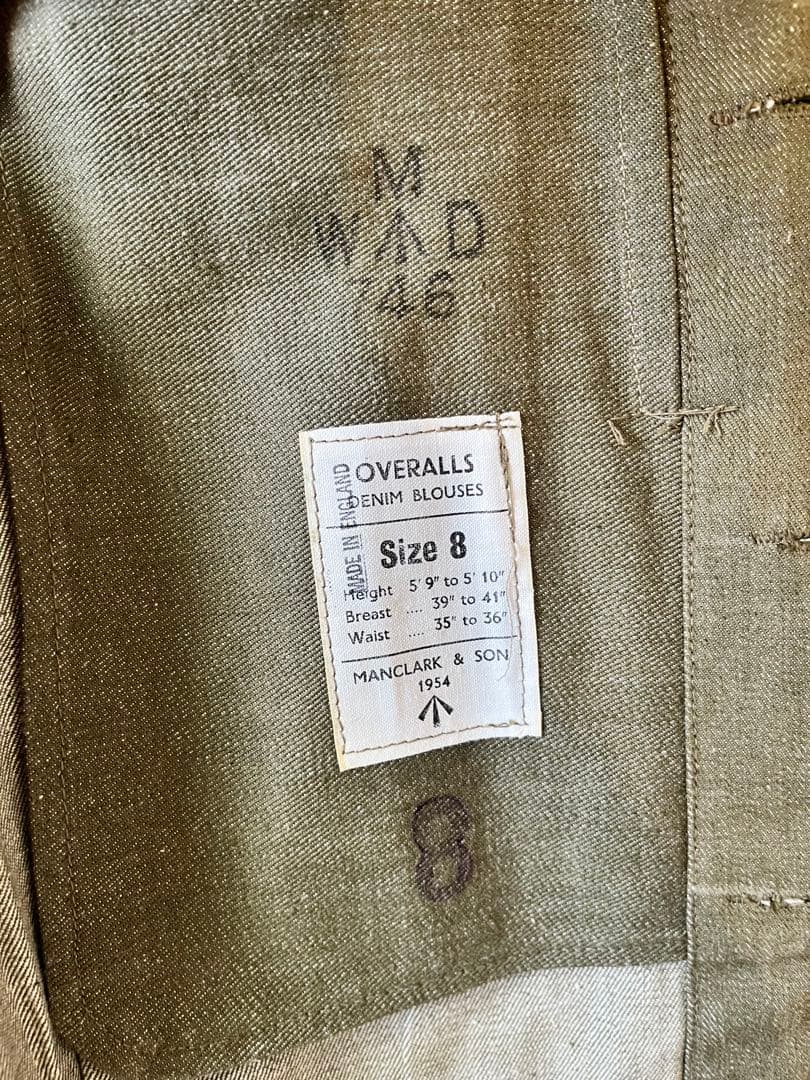 M
W D
746
MADE IN ENGLAND
OVERALLS
DENIM BLOUSES
Size 8
Height 5' 9" to 5' 10"
Breast .... 39" to 41"
Waist .... 35" to 36"
MANCLARK & SON
1954
8